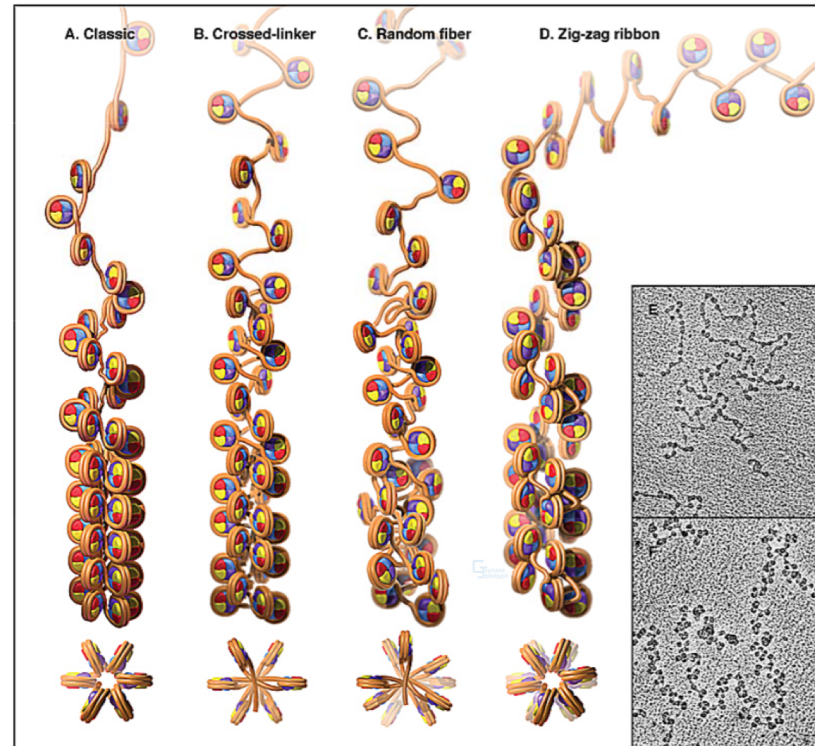 A. Classic
B. Crossed-linker
C. Random fiber
D. Zig-zag ribbon
E
F